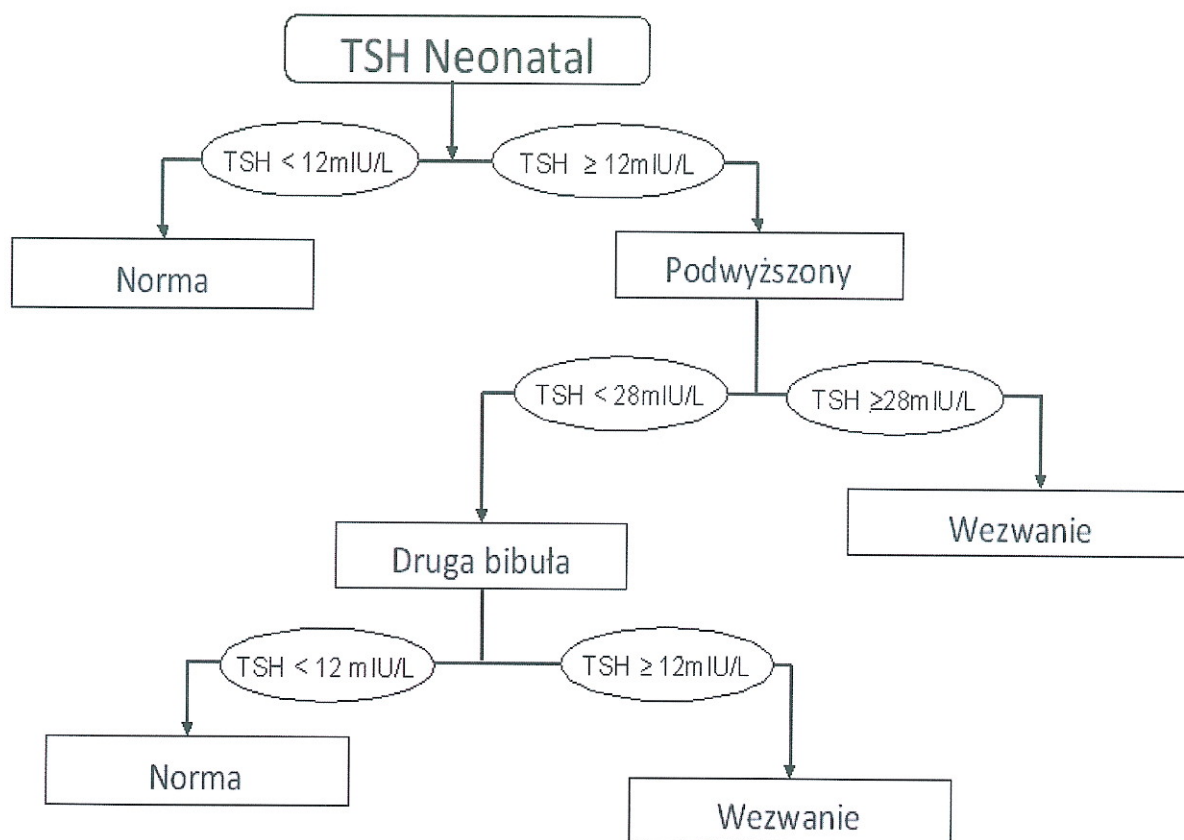 TSH Neonatal
TSH < 12mIU/L
TSH ≥ 12mIU/L
Norma
Podwyższony
TSH < 28mIU/L
TSH ≥28mIU/L
Wezwanie
Druga bibuła
TSH < 12 mIU/L
TSH ≥ 12mIU/L
Norma
Wezwanie